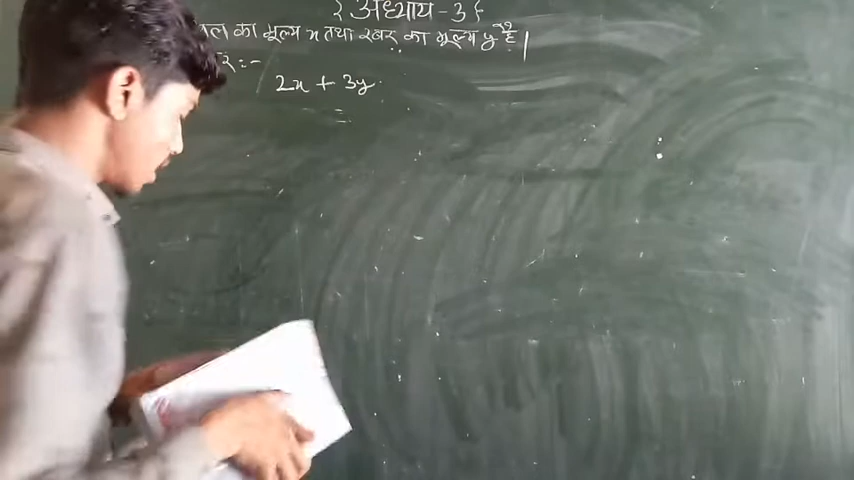 अध्याय-3
का मूल्य x तथा रबर का मूल्य y है।
2x + 3y